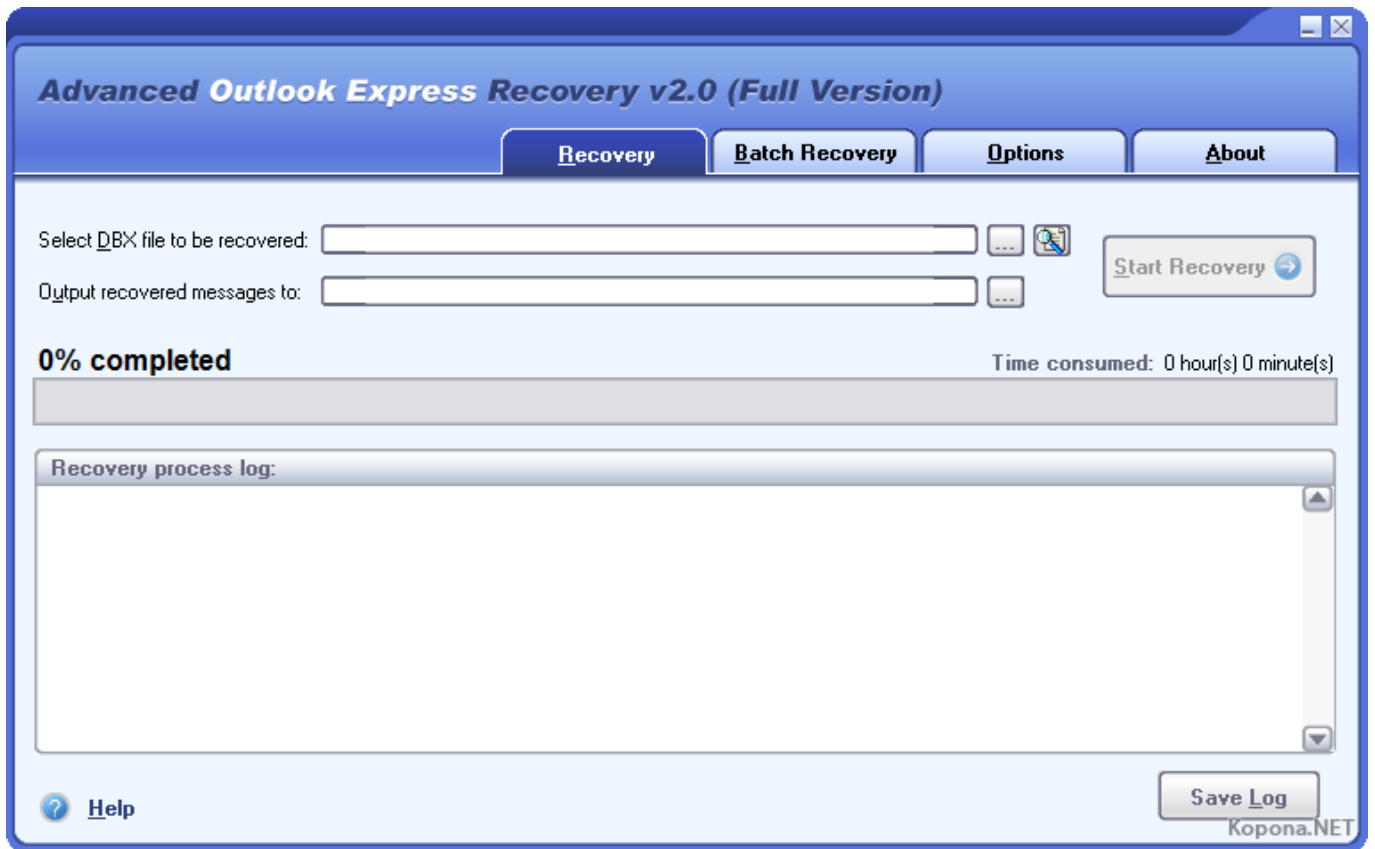 Advanced Outlook Express Recovery v2.0 (Full Version)
Recovery
Batch Recovery
Options
About
Select DBX file to be recovered:
...
Start Recovery
Output recovered messages to:
...
0% completed
Time consumed: 0 hour(s) 0 minute(s)
Recovery process log:
? Help
Save Log
Kopona.NET